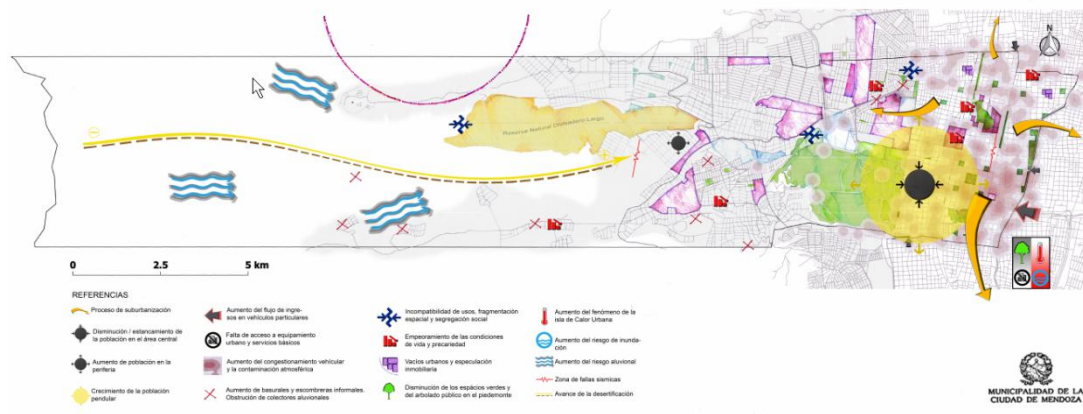 N
Reserva Natural Divisadero Largo
0 2.5 5 km
REFERENCIAS
Proceso de suburbanización
Disminución / estancamiento de
la población en el área central
Aumento de población en la
periferia
Crecimiento de la población
pendular
Aumento del flujo de ingre-
sos en vehículos particulares
Falta de acceso a equipamiento
urbano y servicios básicos
Aumento del congestionamiento vehícular
y la contaminación atmosférica
Aumento de basurales y escombreras informales.
Obstrucción de colectores aluvionales
Incompatibilidad de usos, fragmentación
espacial y segregación social
Empeoramiento de las condiciones
de vida y precariedad
Vacíos urbanos y especulación
inmobiliaria
Disminución de los espácios verdes y
del arbolado público en el piedemonte
Aumento del fenómeno de la
isla de Calor Urbana
Aumento del riesgo de inunda-
ción
Aumento del riesgo aluvional
Zona de fallas sísmicas
Avance de la desertificación
MUNICIPALIDAD DE LA
CIUDAD DE MENDOZA